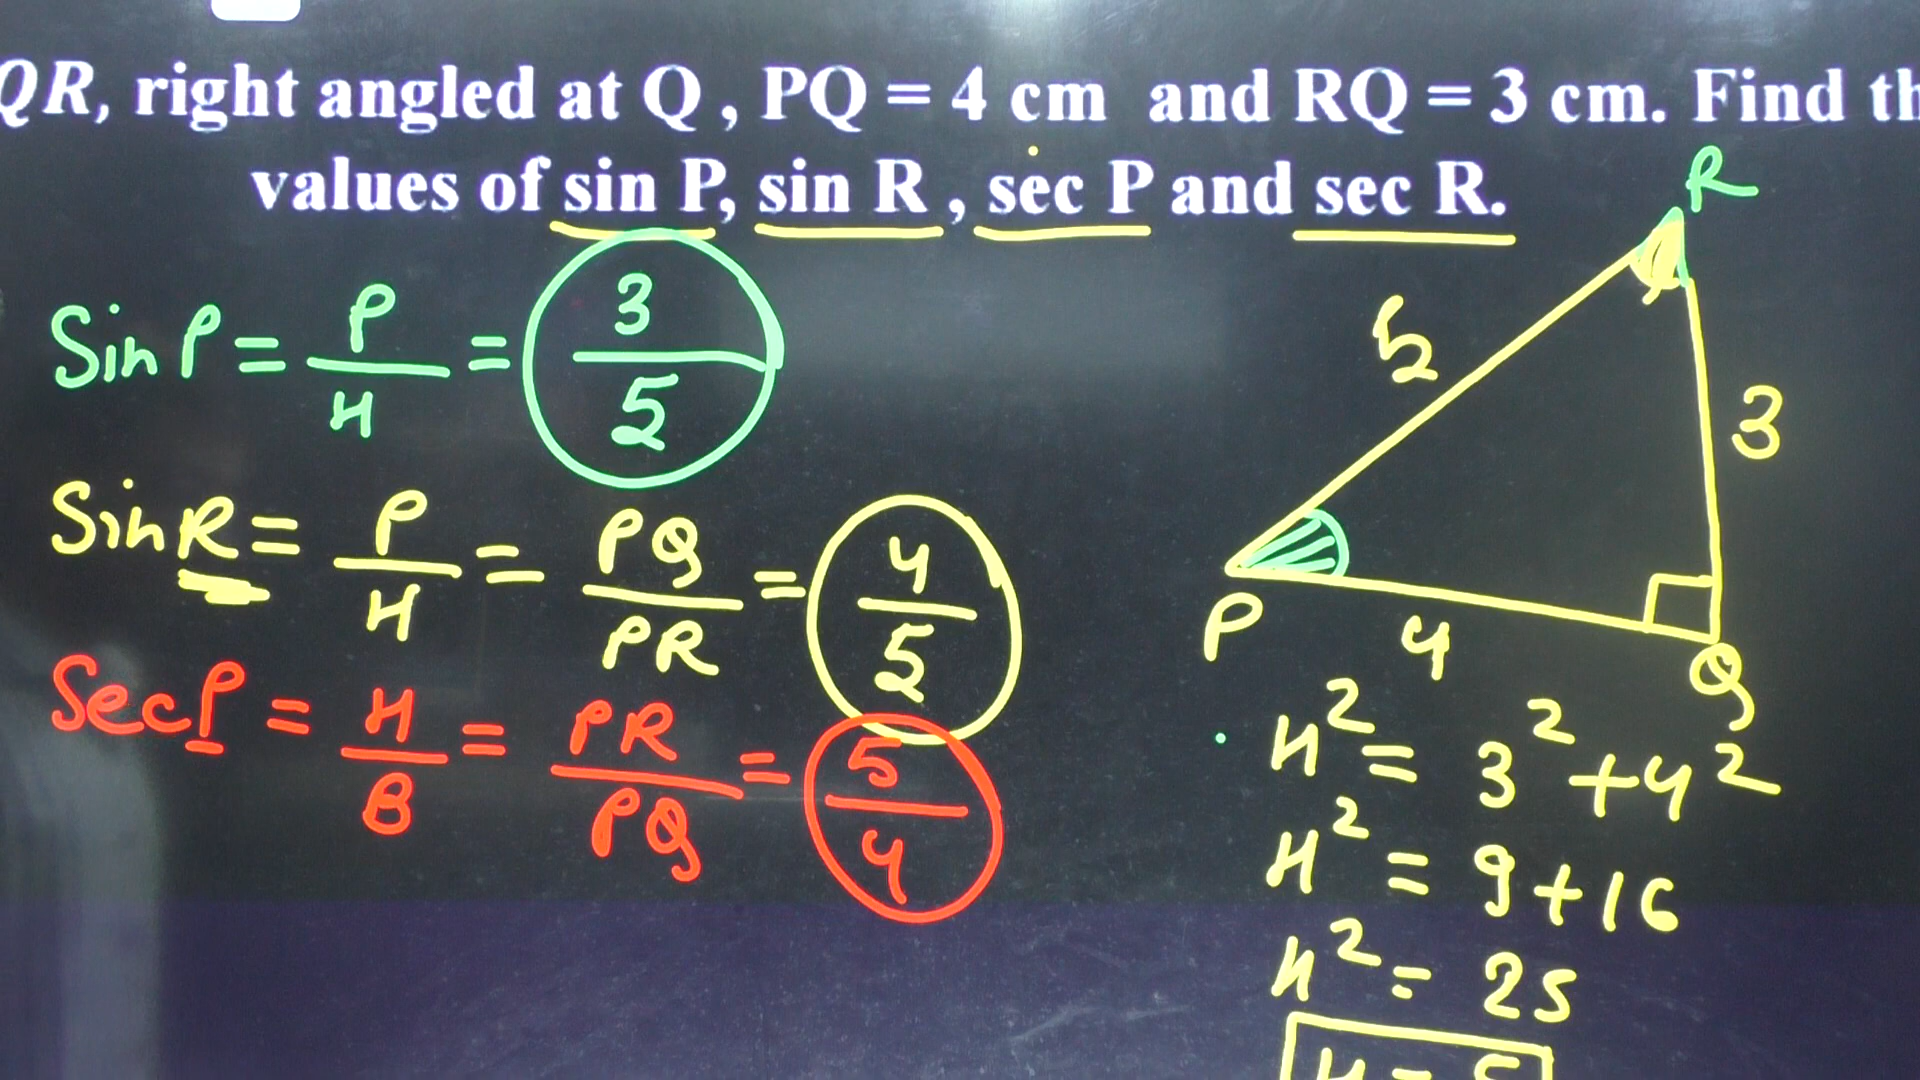 QR, right angled at Q , PQ = 4 cm and RQ = 3 cm. Find th
values of sin P, sin R , sec P and sec R.
Sin P = P/H = 3/5
Sin R = P/H = PQ/PR = 4/5
Sec P = H/B = PR/PQ = 5/4
R
5
3
P
4
Q
H² = 3² + 4²
H² = 9 + 16
H² = 25
H = 5